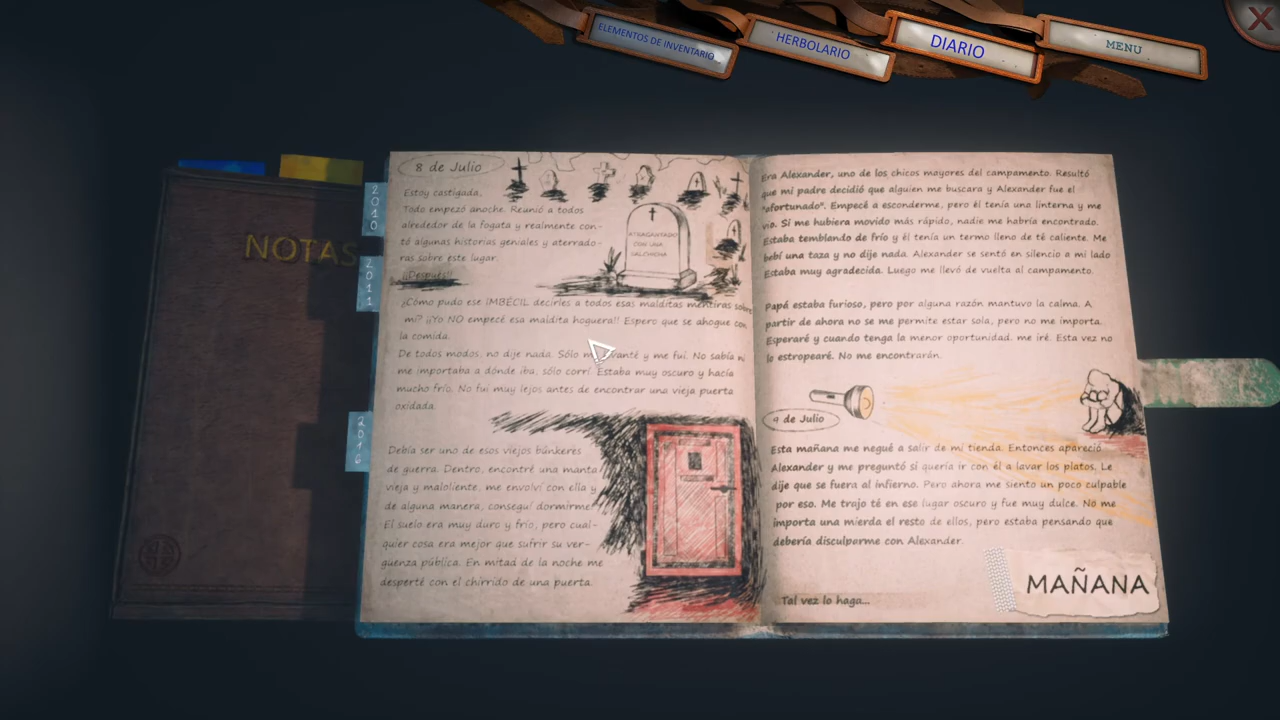 ELEMENTOS DE INVENTARIO...
HERBOLARIO
DIARIO
MENU
X
NOTAS
2010
2011
2016
8 de Julio
Estoy castigada.
Todo empezó anoche. Reunió a todos
alrededor de la fogata y realmente con-
tó algunas historias geniales y aterrado-
ras sobre este lugar.
¡¡Después!!
¿Cómo pudo ese IMBÉCIL decirles a todos esas malditas mentiras sobre
mí? ¡¡Yo NO empecé esa maldita hoguera!! Espero que se ahogue con
la comida.
De todos modos, no dije nada. Sólo me levanté y me fui. No sabía ni
me importaba a dónde iba, sólo corrí. Estaba muy oscuro y hacía
mucho frío. No fui muy lejos antes de encontrar una vieja puerta
oxidada.
ATRAGANTADO
CON UNA
SALCHICHA
Debía ser uno de esos viejos búnkeres
de guerra. Dentro, encontré una manta
vieja y maloliente, me envolví con ella y
de alguna manera, conseguí dormirme.
El suelo era muy duro y frío, pero cual-
quier cosa era mejor que sufrir su ver-
güenza pública. En mitad de la noche me
desperté con el chirrido de una puerta.
Era Alexander, uno de los chicos mayores del campamento. Resultó
que mi padre decidió que alguien me buscara y Alexander fue el
"afortunado". Empecé a esconderme, pero él tenía una linterna y me
vio. Si me hubiera movido más rápido, nadie me habría encontrado.
Estaba temblando de frío y él tenía un termo lleno de té caliente. Me
bebí una taza y no dije nada. Alexander se sentó en silencio a mi lado
Estaba muy agradecida. Luego me llevó de vuelta al campamento.
Papá estaba furioso, pero por alguna razón mantuvo la calma. A
partir de ahora no se me permite estar sola, pero no me importa.
Esperaré y cuando tenga la menor oportunidad, me iré. Esta vez no
lo estropearé. No me encontrarán.
9 de Julio
Esta mañana me negué a salir de mi tienda. Entonces apareció
Alexander y me preguntó si quería ir con él a lavar los platos. Le
dije que se fuera al infierno. Pero ahora me siento un poco culpable
por eso. Me trajo té en ese lugar oscuro y fue muy dulce. No me
importa una mierda el resto de ellos, pero estaba pensando que
debería disculparme con Alexander.
Tal vez lo haga...
MAÑANA